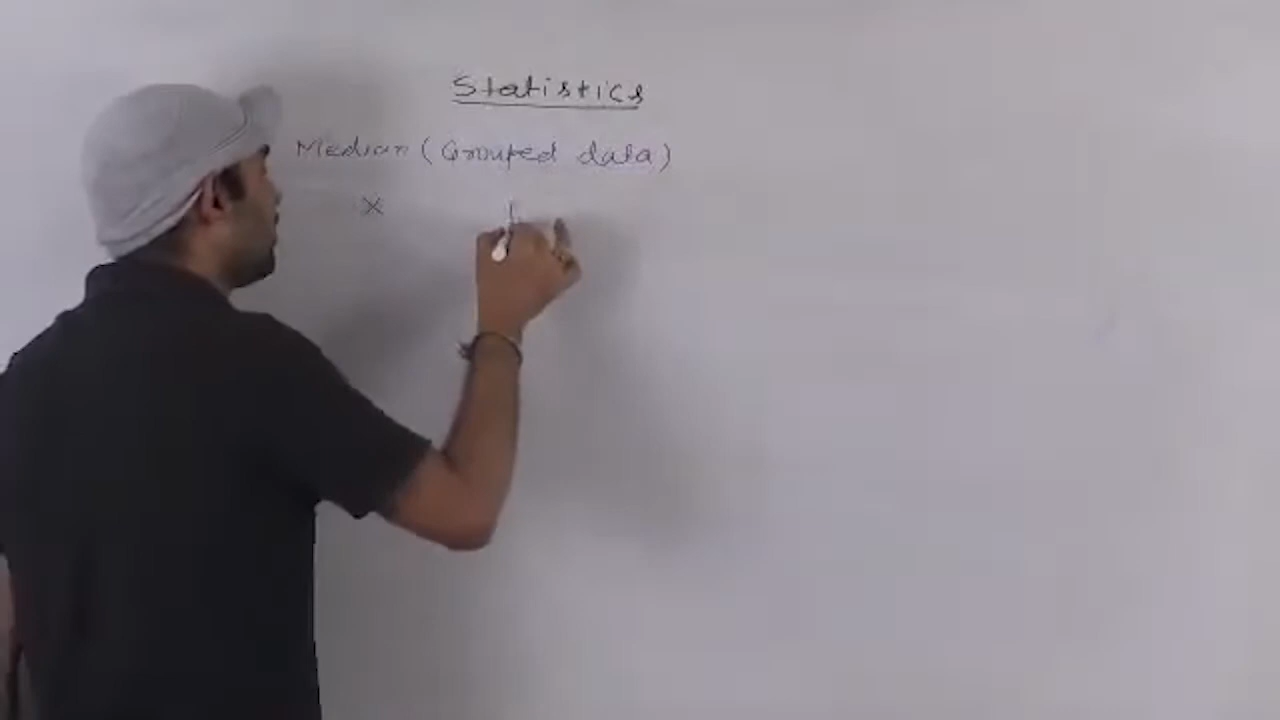 Statistics
Median (Grouped data)
x